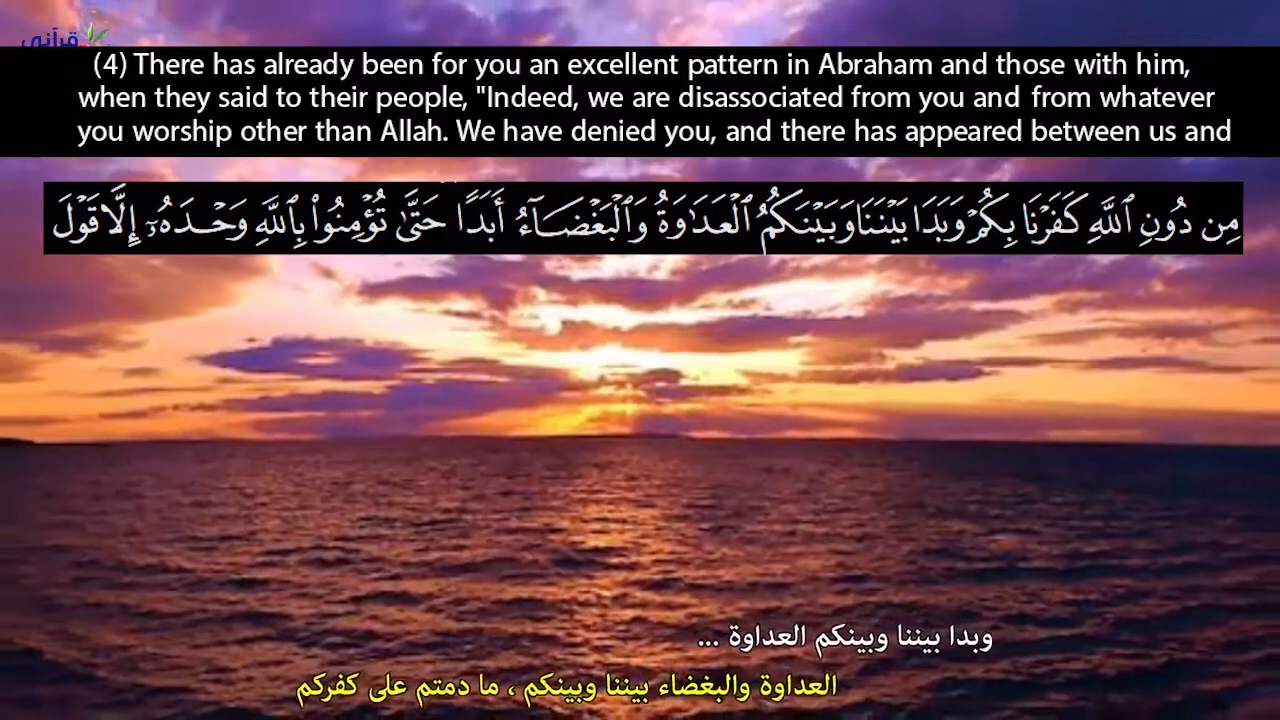 قرآني
(4) There has already been for you an excellent pattern in Abraham and those with him,
when they said to their people, "Indeed, we are disassociated from you and from whatever
you worship other than Allah. We have denied you, and there has appeared between us and
مِن دُونِ ٱللَّهِ كَفَرْنَا بِكُمْ وَبَدَا بَيْنَنَا وَبَيْنَكُمُ ٱلْعَدَٰوَةُ وَٱلْبَغْضَآءُ أَبَدًا حَتَّىٰ تُؤْمِنُوا۟ بِٱللَّهِ وَحْدَهُۥٓ إِلَّا قَوْلَ
وبدا بيننا وبينكم العداوة ...
العداوة والبغضاء بيننا وبينكم ، ما دمتم على كفركم